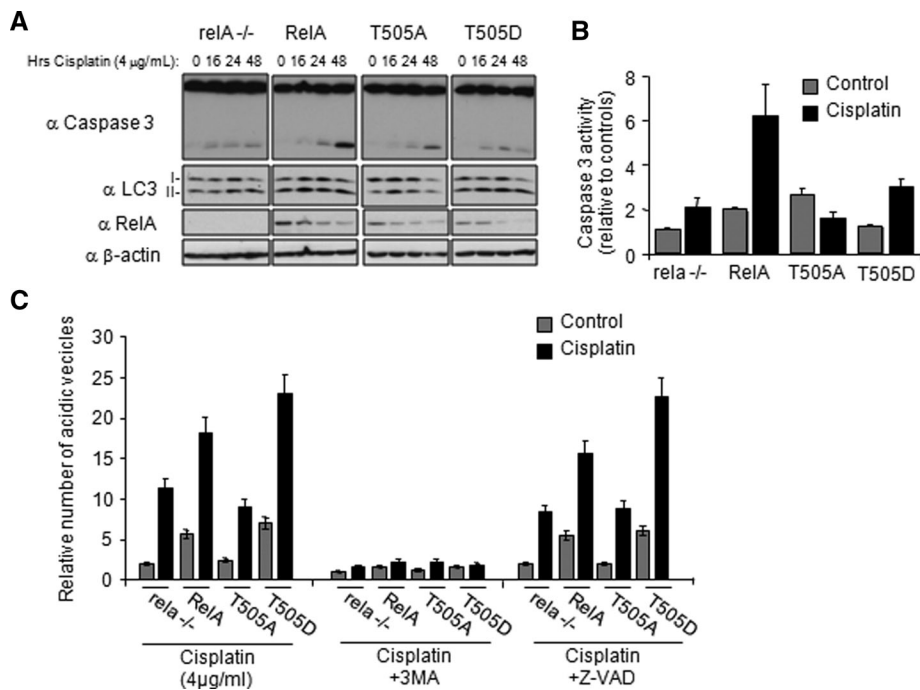 A
relA -/- RelA T505A T505D
Hrs Cisplatin (4 µg/mL): 0 16 24 48 0 16 24 48 0 16 24 48 0 16 24 48
α Caspase 3
α LC3 I-
II-
α RelA
α β-actin
B
Caspase 3 activity
(relative to controls)
8
6
4
2
0
Control
Cisplatin
rela -/- RelA T505A T505D
C
Relative number of acidic vecicles
30
25
20
15
10
5
0
Control
Cisplatin
rela -/- RelA T505A T505D rela -/- RelA T505A T505D rela -/- RelA T505A T505D
Cisplatin Cisplatin Cisplatin
(4µg/ml) +3MA +Z-VAD